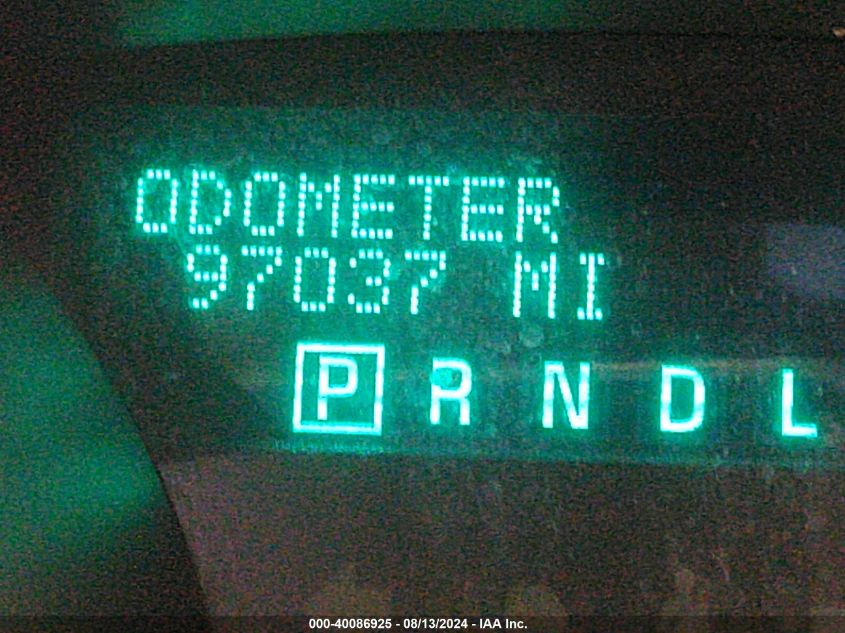 ODOMETER
97037 MI
P R N D L
000-40086925 - 08/13/2024 - IAA Inc.